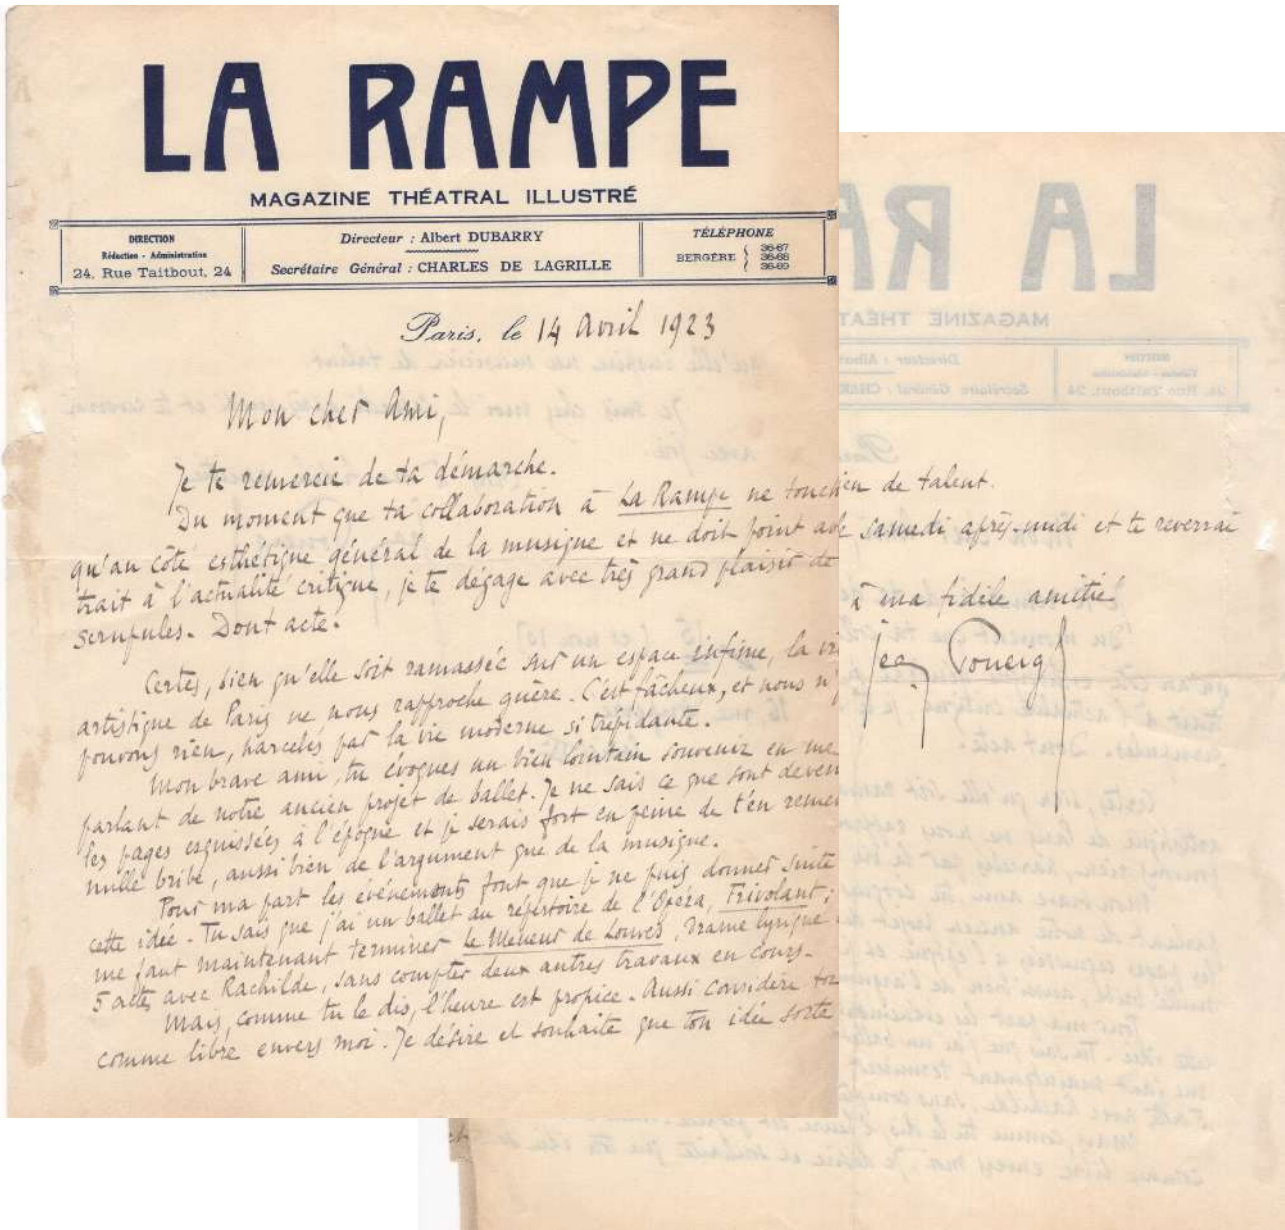 LA RAMPE
MAGAZINE THÉATRAL ILLUSTRÉ
DIRECTION
Rédaction - Administration
24, Rue Taitbout, 24
Directeur : Albert DUBARRY
Secrétaire Général : CHARLES DE LAGRILLE
TÉLÉPHONE
BERGÈRE { 36-67
36-68
36-69
Paris, le 14 Avril 1923
Mon cher Ami,
Je te remercie de ta démarche.
Du moment que ta collaboration à La Rampe ne touch
qu'au côté esthétique général de la musique et ne doit point a
trait à l'actualité critique, je te dégage avec très grand plaisir de
scrupules. Dont acte.
Certes, bien qu'elle soit ramassée sur un espace infime, la vi
artistique de Paris ne nous rapproche guère. C'est fâcheux, et nous n'y
pouvons rien, harcelés par la vie moderne si trépidante.
Mon brave ami, tu évoques un bien lointain souvenir en me
parlant de notre ancien projet de ballet. Je ne sais ce que sont deven
les pages esquissées à l'époque et je serais fort en peine de t'en remer
nulle bribe, aussi bien de l'argument que de la musique.
Pour ma part les événements font que je ne puis donner suite
cette idée. Tu sais que j'ai un ballet au répertoire de l'Opéra, Frivolant ;
me faut maintenant terminer Le Meneur de Louves, drame lyrique
5 actes avec Rachilde, sans compter deux autres travaux en cours.
Mais, comme tu le dis, l'heure est propice. Aussi considère to
comme libre envers moi. Je désire et souhaite que ton idée sorte
ien de talent.
le samedi après-midi et te reverrai
à ma fidèle amitié
Jean Poueigh